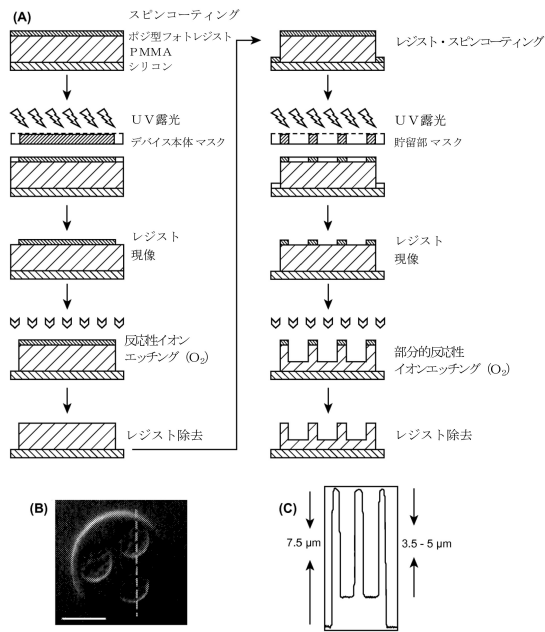 (A)
スピンコーティング
ポジ型フォトレジスト
PMMA
シリコン
UV露光
デバイス本体マスク
レジスト
現像
反応性イオン
エッチング (O₂)
レジスト除去
レジスト・スピンコーティング
UV露光
貯留部マスク
レジスト
現像
部分的反応性
イオンエッチング (O₂)
レジスト除去
(B)
(C)
7.5 μm
3.5 - 5 μm